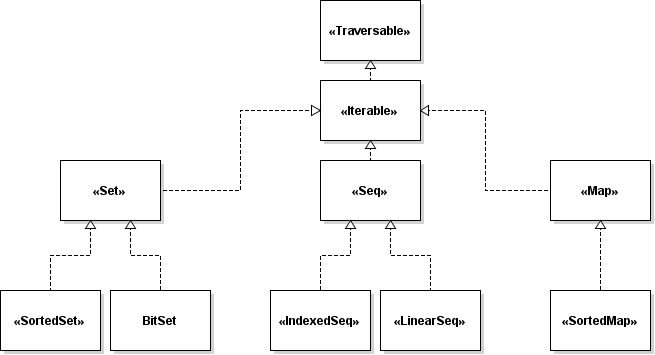 «Traversable»
«Iterable»
«Set»
«Seq»
«Map»
«SortedSet»
BitSet
«IndexedSeq»
«LinearSeq»
«SortedMap»